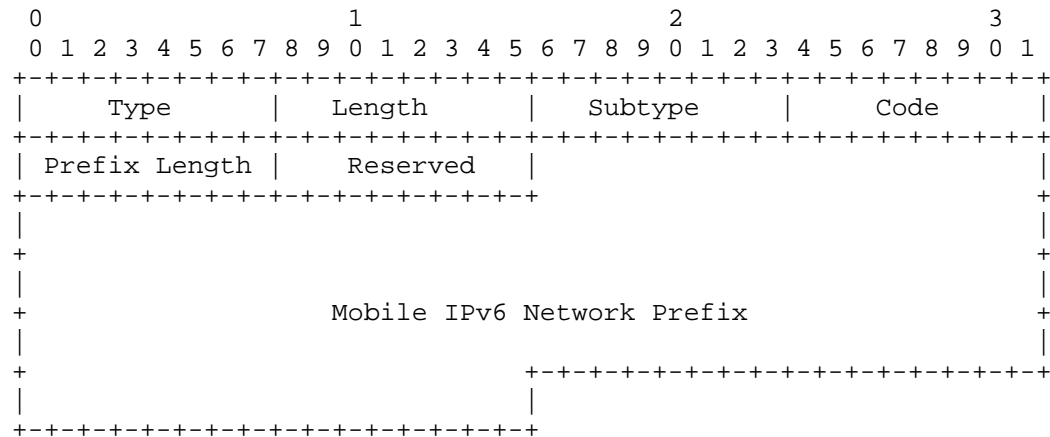 0                   1                   2                   3
 0 1 2 3 4 5 6 7 8 9 0 1 2 3 4 5 6 7 8 9 0 1 2 3 4 5 6 7 8 9 0 1
+-+-+-+-+-+-+-+-+-+-+-+-+-+-+-+-+-+-+-+-+-+-+-+-+-+-+-+-+-+-+-+-+
|     Type      |   Length      |   Subtype     |     Code      |
+-+-+-+-+-+-+-+-+-+-+-+-+-+-+-+-+-+-+-+-+-+-+-+-+-+-+-+-+-+-+-+-+
| Prefix Length |    Reserved   |                               |
+-+-+-+-+-+-+-+-+-+-+-+-+-+-+-+-+                               +
|                                                               |
+                                                               +
|                                                               |
+                   Mobile IPv6 Network Prefix                  +
|                                                               |
+                               +-+-+-+-+-+-+-+-+-+-+-+-+-+-+-+-+
|                               |
+-+-+-+-+-+-+-+-+-+-+-+-+-+-+-+-+